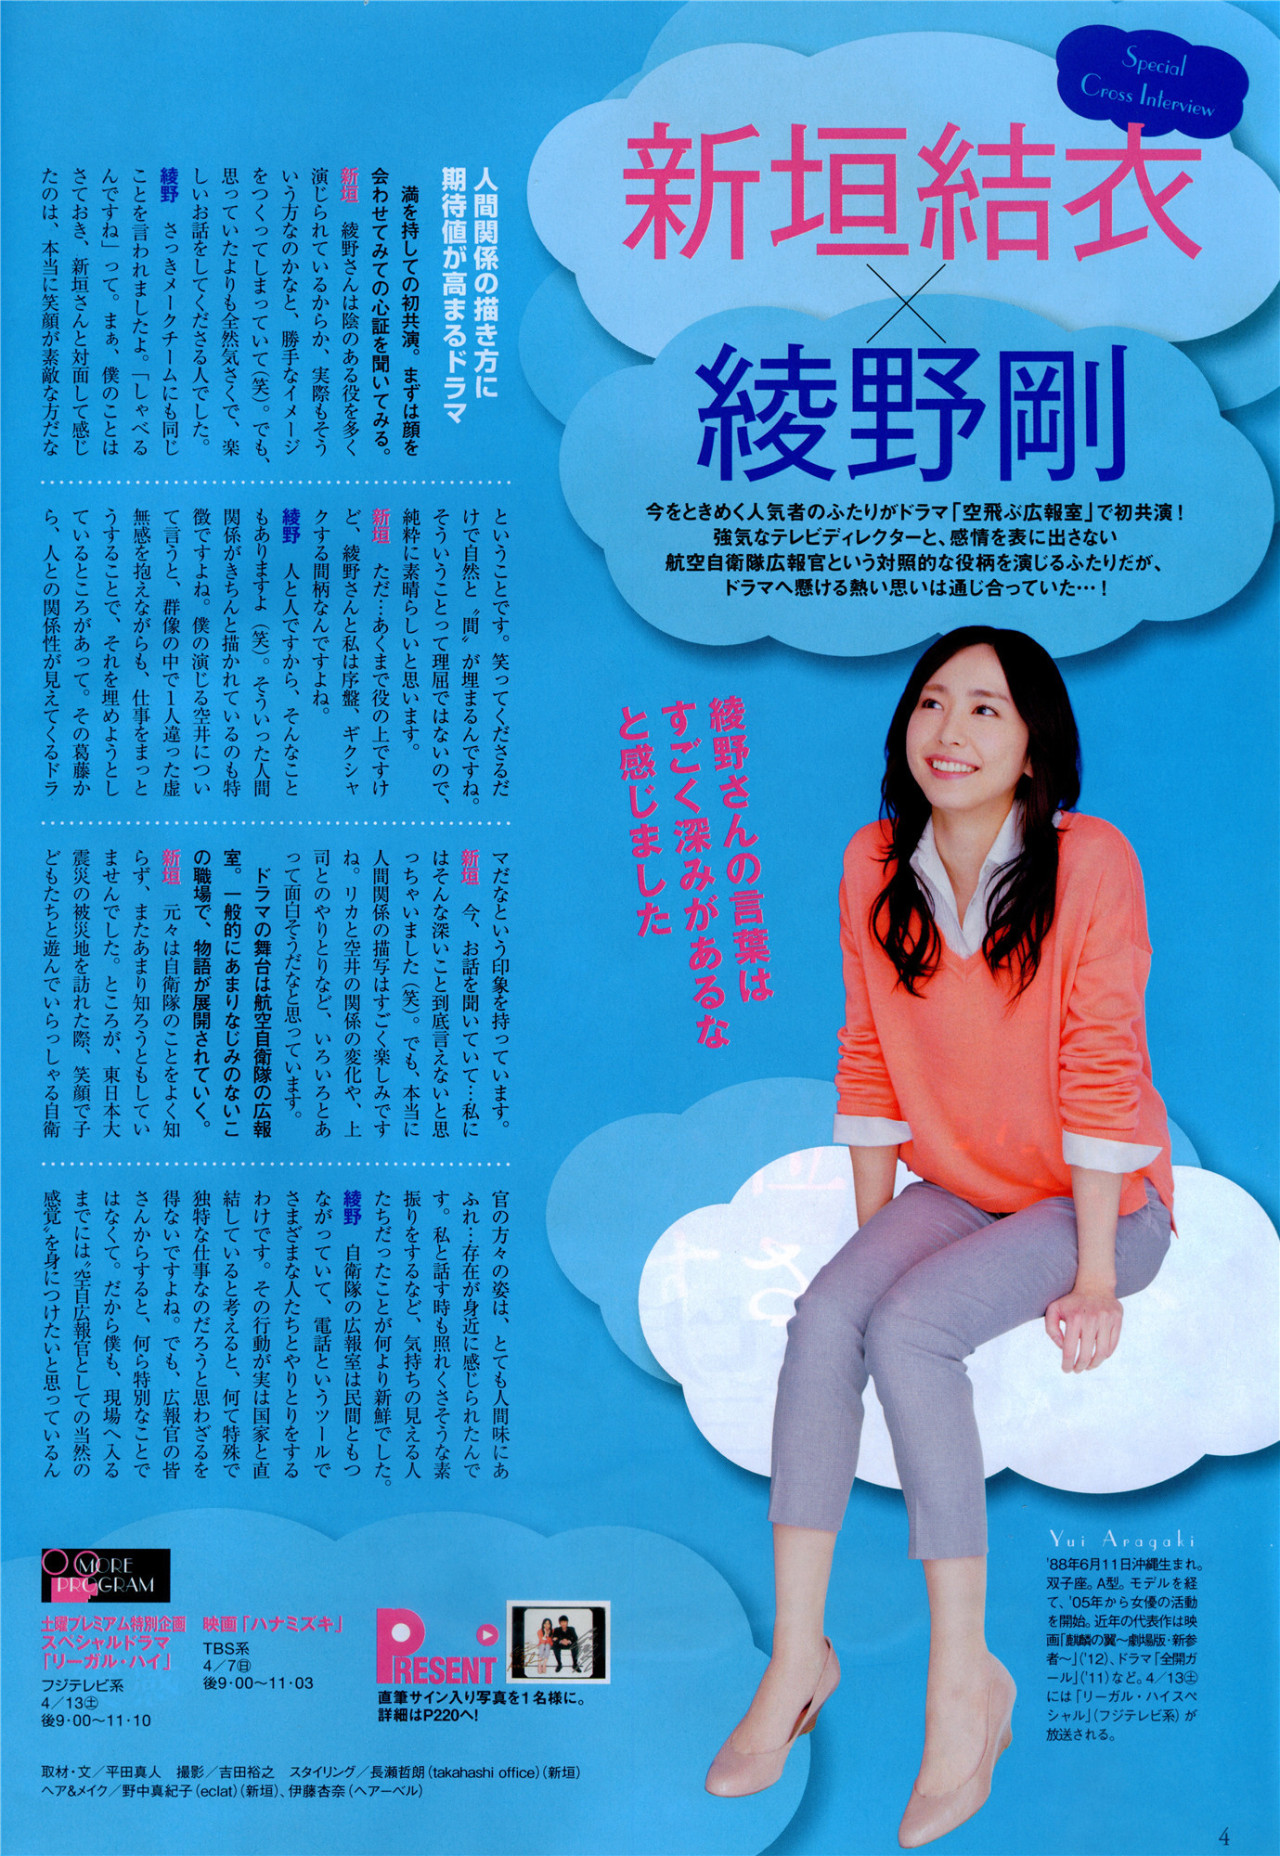 Special
Cross Interview
新垣結衣
×
綾野剛
今をときめく人気者のふたりがドラマ「空飛ぶ広報室」で初共演!
強気なテレビディレクターと、感情を表に出さない
航空自衛隊広報官という対照的な役柄を演じるふたりだが、
ドラマへ懸ける熱い思いは通じ合っていた…!
綾野さんの言葉は
すごく深みがあるな
と感じました
人間関係の描き方に
期待値が高まるドラマ
満を持しての初共演。まずは顔を
会わせてみての心証を聞いてみる。
新垣 綾野さんは陰のある役を多く
演じられているからか、実際もそう
いう方なのかなと、勝手なイメージ
をつくってしまっていて(笑)。でも、
思っていたよりも全然気さくで、楽
しいお話をしてくださる人でした。
綾野 さっきメークチームにも同じ
ことを言われましたよ。「しゃべる
んですね」って。まぁ、僕のことは
さておき、新垣さんと対面して感じ
たのは、本当に笑顔が素敵な方だな
ということです。笑ってくださるだ
けで自然と〝間〟が埋まるんですね。
そういうことって理屈ではないので、
純粋に素晴らしいと思います。
新垣 ただ…あくまで役の上ですけ
ど、綾野さんと私は序盤、ギクシャ
クする間柄なんですよね。
綾野 人と人ですから、そんなこと
もありますよ(笑)。そういった人間
関係がきちんと描かれているのも特
徴ですよね。僕の演じる空井につい
て言うと、群像の中で1人違った虚
無感を抱えながらも、仕事をまっと
うすることで、それを埋めようとし
ているところがあって。その葛藤か
ら、人との関係性が見えてくるドラ
マだなという印象を持っています。
新垣 今、お話を聞いていて…私に
はそんな深いこと到底言えないと思
っちゃいました(笑)。でも、本当に
人間関係の描写はすごく楽しみです
ね。リカと空井の関係の変化や、上
司とのやりとりなど、いろいろとあ
って面白そうだなと思っています。
ドラマの舞台は航空自衛隊の広報
室。一般的にあまりなじみのないこ
の職場で、物語が展開されていく。
新垣 元々は自衛隊のことをよく知
らず、またあまり知ろうともしてい
ませんでした。ところが、東日本大
震災の被災地を訪れた際、笑顔で子
どもたちと遊んでいらっしゃる自衛
官の方々の姿は、とても人間味にあ
ふれ…存在が身近に感じられたんで
す。私と話す時も照れくさそうな素
振りをするなど、気持ちの見える人
たちだったことが何より新鮮でした。
綾野 自衛隊の広報室は民間ともつ
ながっていて、電話というツールで
さまざまな人たちとやりとりをする
わけです。その行動が実は国家と直
結していると考えると、何て特殊で
独特な仕事なのだろうと思わざるを
得ないですよね。でも、広報官の皆
さんからすると、何ら特別なことで
はなくて。だから僕も、現場へ入る
までには〝空自広報官としての当然の
感覚〟を身につけたいと思っているん
MORE
PROGRAM
土曜プレミアム特別企画
スペシャルドラマ
「リーガル・ハイ」
フジテレビ系
4/13㊏
後9・00〜11・10
映画「ハナミズキ」
TBS系
4/7㊐
後9・00〜11・03
PRESENT
直筆サイン入り写真を1名様に。
詳細はP220へ!
取材・文/平田真人 撮影/吉田裕之 スタイリング/長瀬哲朗(takahashi office)(新垣)
ヘア&メイク/野中真紀子(eclat)(新垣)、伊藤杏奈(ヘアーベル)
Yui Aragaki
'88年6月11日沖縄生まれ。
双子座。A型。モデルを経
て、'05年から女優の活動
を開始。近年の代表作は映
画「麒麟の翼〜劇場版・新参
者〜」('12)、ドラマ「全開ガ
ール」('11)など。4/13㊏
には「リーガル・ハイスペ
シャル」(フジテレビ系)が
放送される。
4